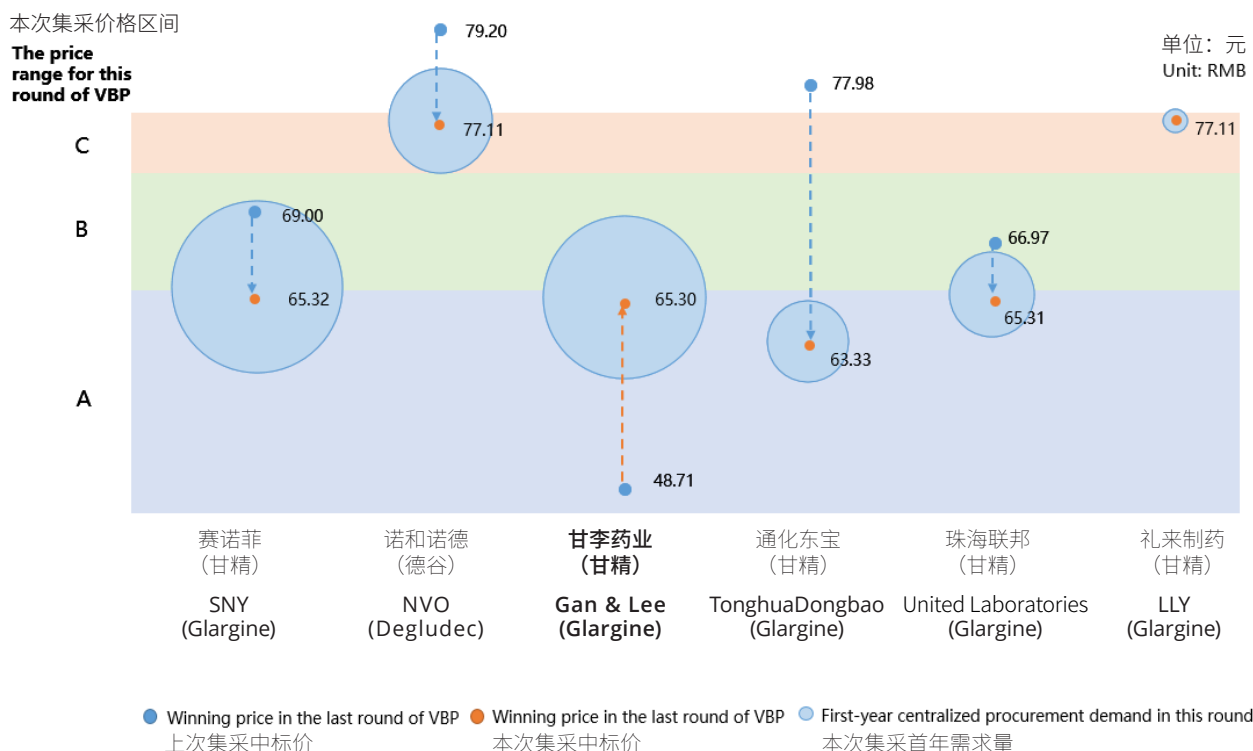 本次集采价格区间
The price
range for this
round of VBP
单位：元
Unit: RMB
79.20
77.98
77.11
77.11
C
69.00
66.97
B
65.32
65.30
65.31
63.33
A
48.71
赛诺菲
（甘精）
SNY
(Glargine)
诺和诺德
（德谷）
NVO
(Degludec)
甘李药业
（甘精）
Gan & Lee
(Glargine)
通化东宝
（甘精）
TonghuaDongbao
(Glargine)
珠海联邦
（甘精）
United Laboratories
(Glargine)
礼来制药
（甘精）
LLY
(Glargine)
Winning price in the last round of VBP
上次集采中标价
Winning price in the last round of VBP
本次集采中标价
First-year centralized procurement demand in this round
本次集采首年需求量